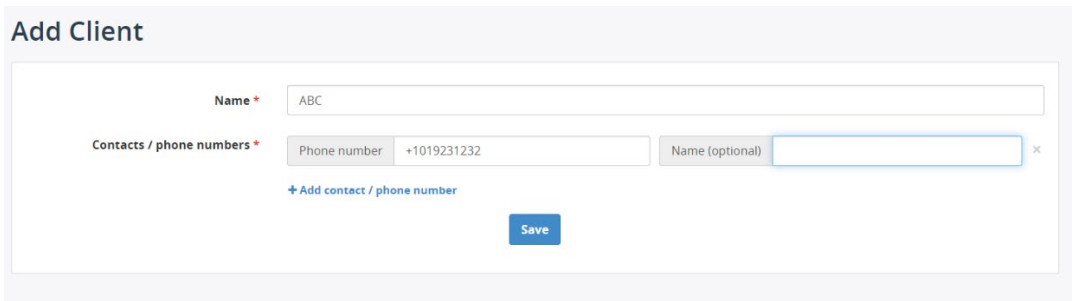 Add Client
Name * ABC
Contacts / phone numbers * Phone number +1019231232 Name (optional) ×
+ Add contact / phone number
Save